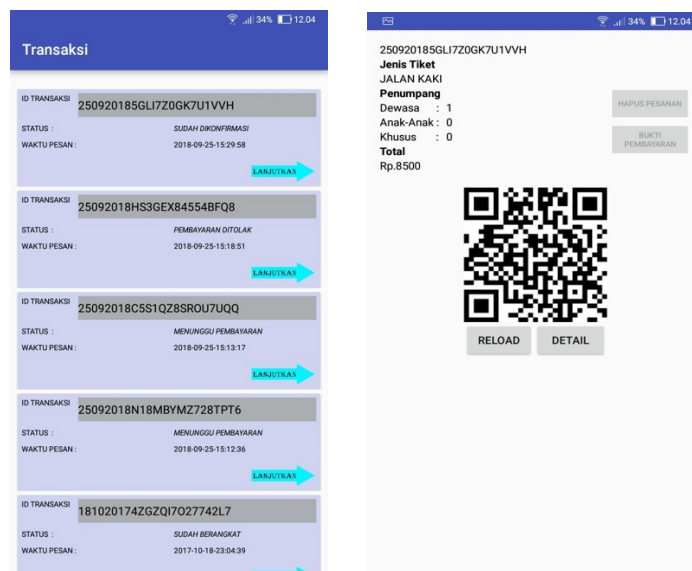 34% 12.04
Transaksi
ID TRANSAKSI 250920185GLI7Z0GK7U1VVH
STATUS : SUDAH DIKONFIRMASI
WAKTU PESAN : 2018-09-25-15:29:58
LANJUTKAN
ID TRANSAKSI 25092018HS3GEX84554BFQ8
STATUS : PEMBAYARAN DITOLAK
WAKTU PESAN : 2018-09-25-15:18:51
LANJUTKAN
ID TRANSAKSI 25092018C5S1QZ8SROU7UQQ
STATUS : MENUNGGU PEMBAYARAN
WAKTU PESAN : 2018-09-25-15:13:17
LANJUTKAN
ID TRANSAKSI 25092018N18MBYMZ728TPT6
STATUS : MENUNGGU PEMBAYARAN
WAKTU PESAN : 2018-09-25-15:12:36
LANJUTKAN
ID TRANSAKSI 181020174ZGZQI7O27742L7
STATUS : SUDAH BERANGKAT
WAKTU PESAN : 2017-10-18-23:04:39
34% 12.04
250920185GLI7Z0GK7U1VVH
Jenis Tiket
JALAN KAKI
Penumpang
Dewasa : 1
Anak-Anak : 0
Khusus : 0
Total
Rp.8500
HAPUS PESANAN
BUKTI
PEMBAYARAN
RELOAD DETAIL